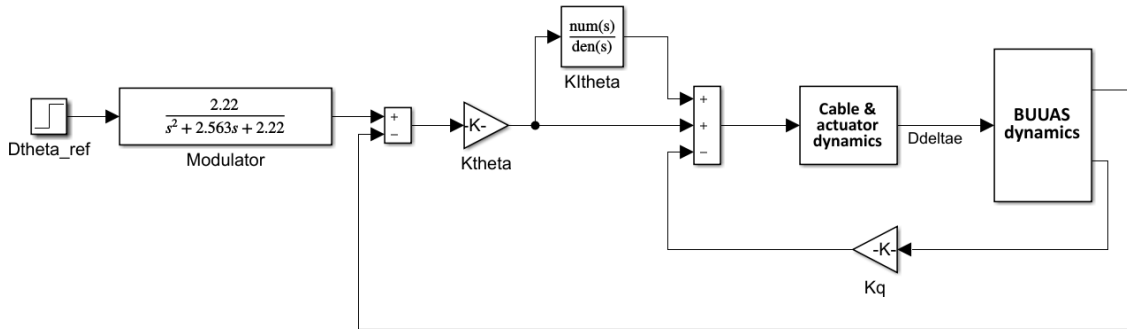 num(s)
den(s)
KItheta
2.22
s² + 2.563s + 2.22
Modulator
Dtheta_ref
+
−
-K-
Ktheta
+
+
−
Cable &
actuator
dynamics
Ddeltae
BUUAS
dynamics
-K-
Kq